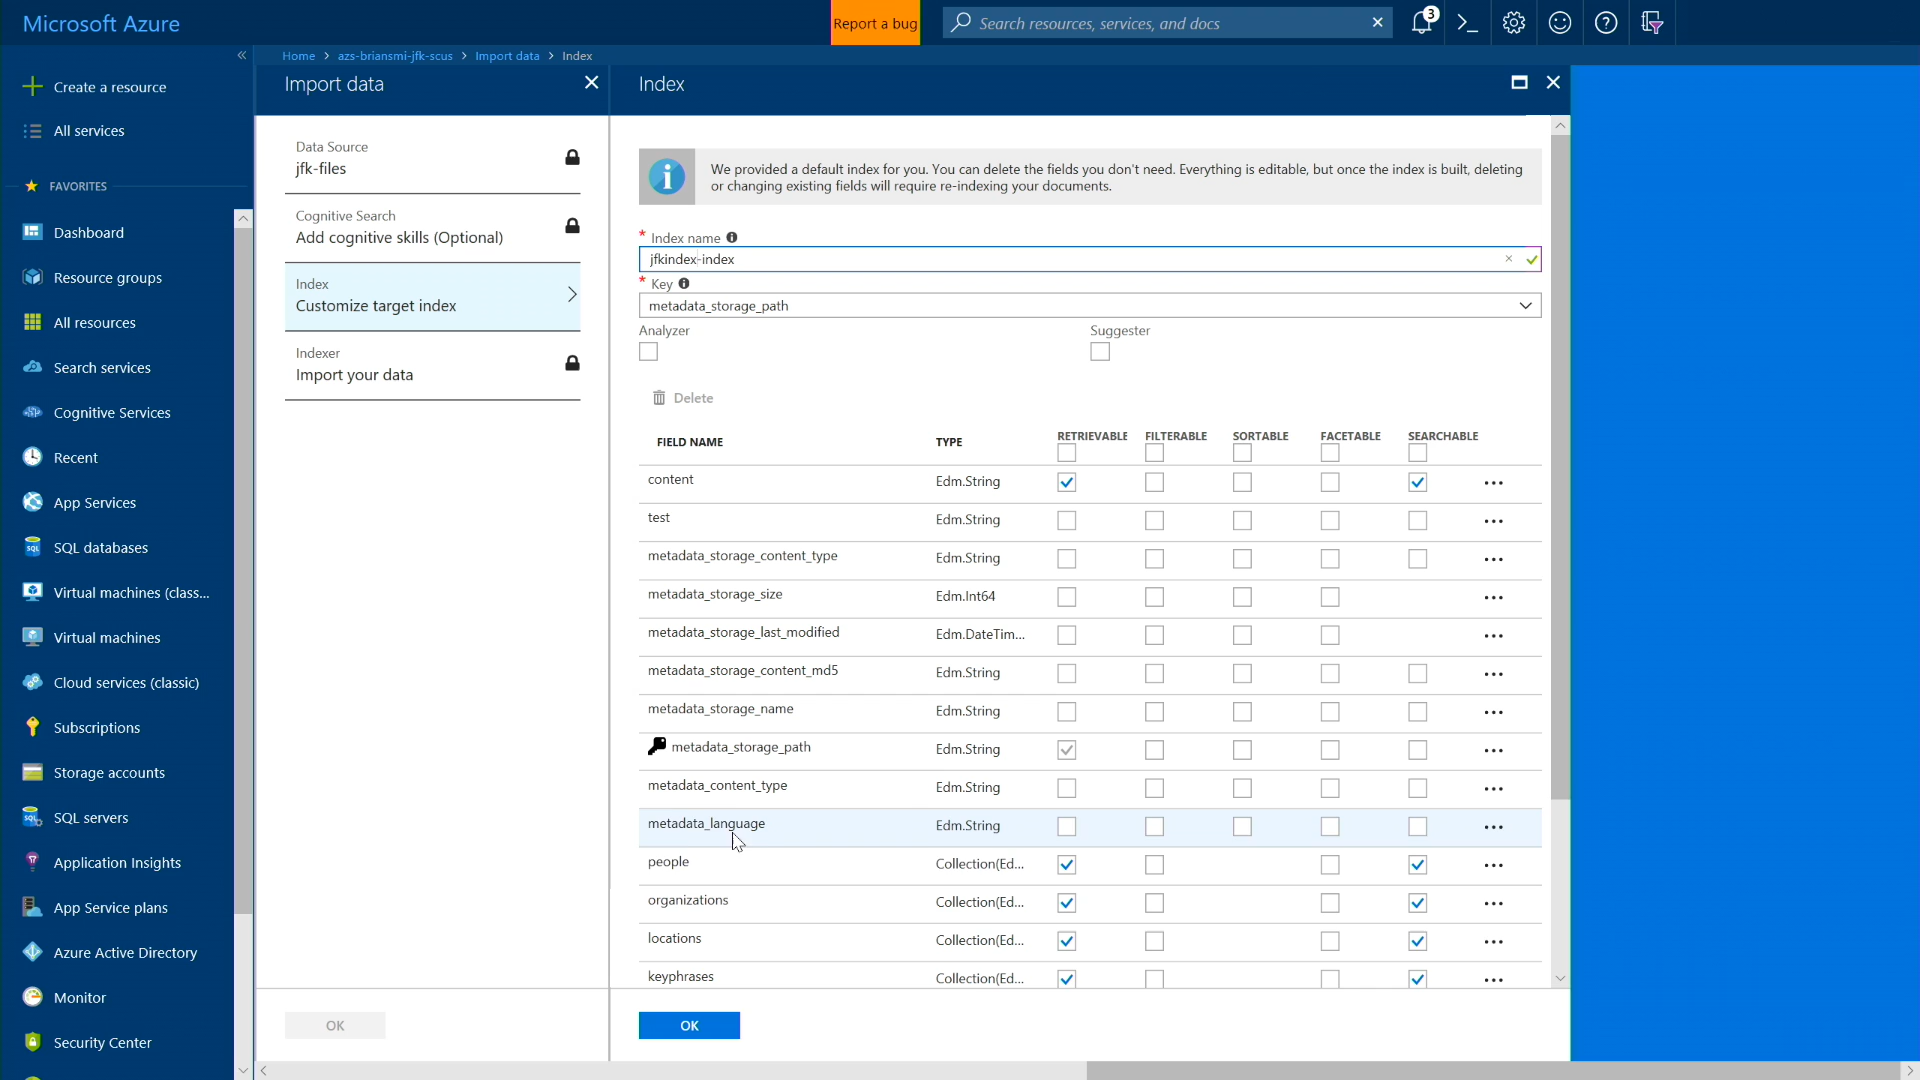 Microsoft Azure
Report a bug
Search resources, services, and docs
3
Home > azs-briansmi-jfk-scus > Import data > Index
Create a resource
All services
FAVORITES
Dashboard
Resource groups
All resources
Search services
Cognitive Services
Recent
App Services
SQL databases
Virtual machines (class...
Virtual machines
Cloud services (classic)
Subscriptions
Storage accounts
SQL servers
Application Insights
App Service plans
Azure Active Directory
Monitor
Security Center
Import data
Data Source
jfk-files
Cognitive Search
Add cognitive skills (Optional)
Index
Customize target index
Indexer
Import your data
OK
Index
We provided a default index for you. You can delete the fields you don't need. Everything is editable, but once the index is built, deleting
or changing existing fields will require re-indexing your documents.
* Index name
jfkindex-index
* Key
metadata_storage_path
Analyzer Suggester
Delete
FIELD NAME TYPE RETRIEVABLE FILTERABLE SORTABLE FACETABLE SEARCHABLE
content Edm.String
test Edm.String
metadata_storage_content_type Edm.String
metadata_storage_size Edm.Int64
metadata_storage_last_modified Edm.DateTim...
metadata_storage_content_md5 Edm.String
metadata_storage_name Edm.String
metadata_storage_path Edm.String
metadata_content_type Edm.String
metadata_language Edm.String
people Collection(Ed...
organizations Collection(Ed...
locations Collection(Ed...
keyphrases Collection(Ed...
OK